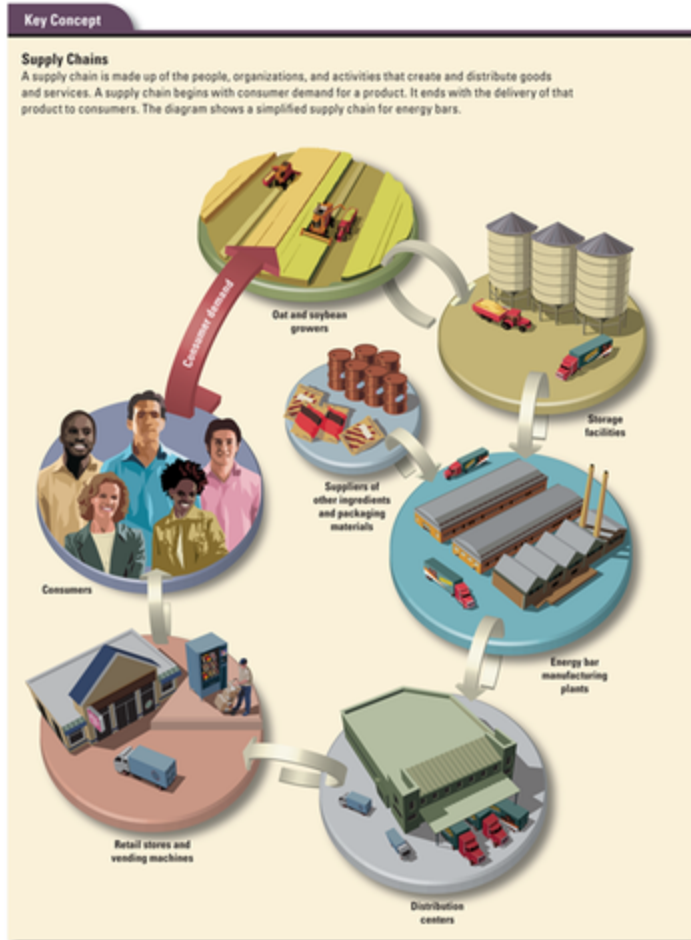 Key Concept
Supply Chains
A supply chain is made up of the people, organizations, and activities that create and distribute goods
and services. A supply chain begins with consumer demand for a product. It ends with the delivery of that
product to consumers. The diagram shows a simplified supply chain for energy bars.
Consumer demand
Oat and soybean
growers
Storage
facilities
Suppliers of
other ingredients
and packaging
materials
Consumers
Energy bar
manufacturing
plants
Retail stores and
vending machines
Distribution
centers